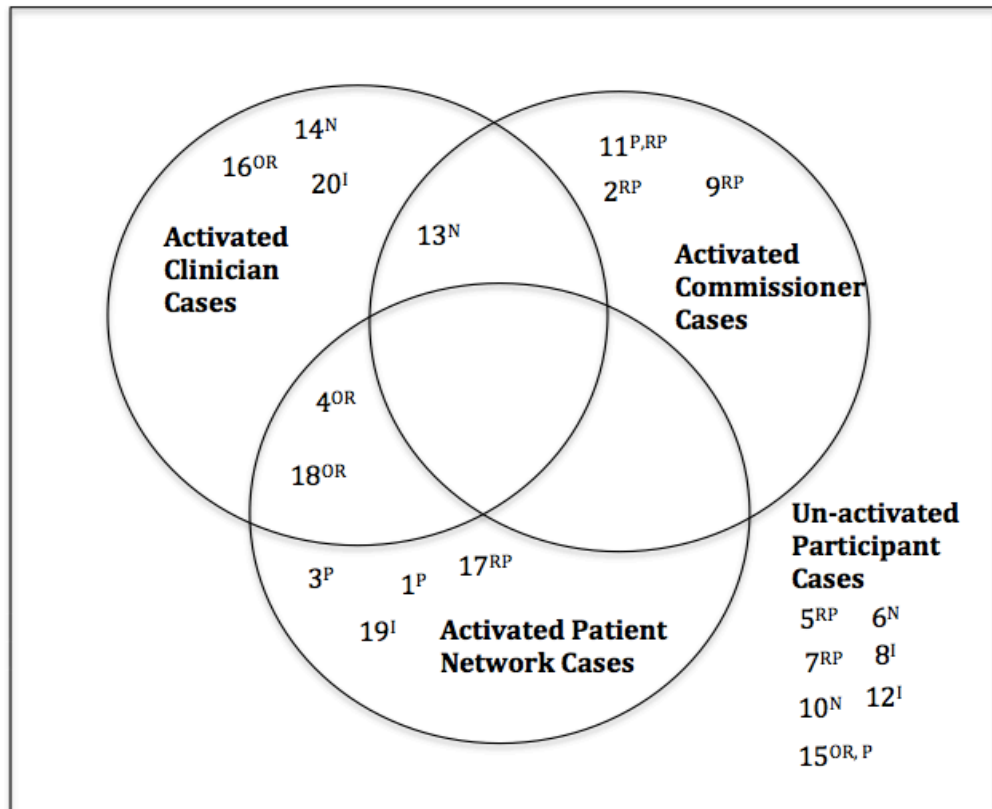 14ᴺ
16ᴼᴿ
20ᴵ
11ᴾ,ᴿᴾ
2ᴿᴾ
9ᴿᴾ
13ᴺ
Activated
Clinician
Cases
Activated
Commissioner
Cases
4ᴼᴿ
18ᴼᴿ
3ᴾ
1ᴾ
17ᴿᴾ
19ᴵ
Activated Patient
Network Cases
Un-activated
Participant
Cases
5ᴿᴾ 6ᴺ
7ᴿᴾ 8ᴵ
10ᴺ 12ᴵ
15ᴼᴿ, ᴾ